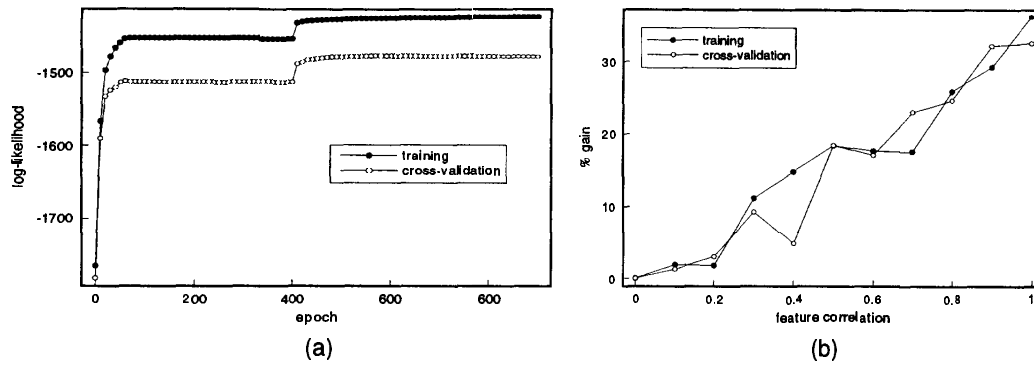 -1500
-1600
-1700
log-likelihood
training
cross-validation
0
200
400
600
600
epoch
(a)
30
20
10
0
% gain
training
cross-validation
0
0.2
0.4
0.6
0.8
1
feature correlation
(b)